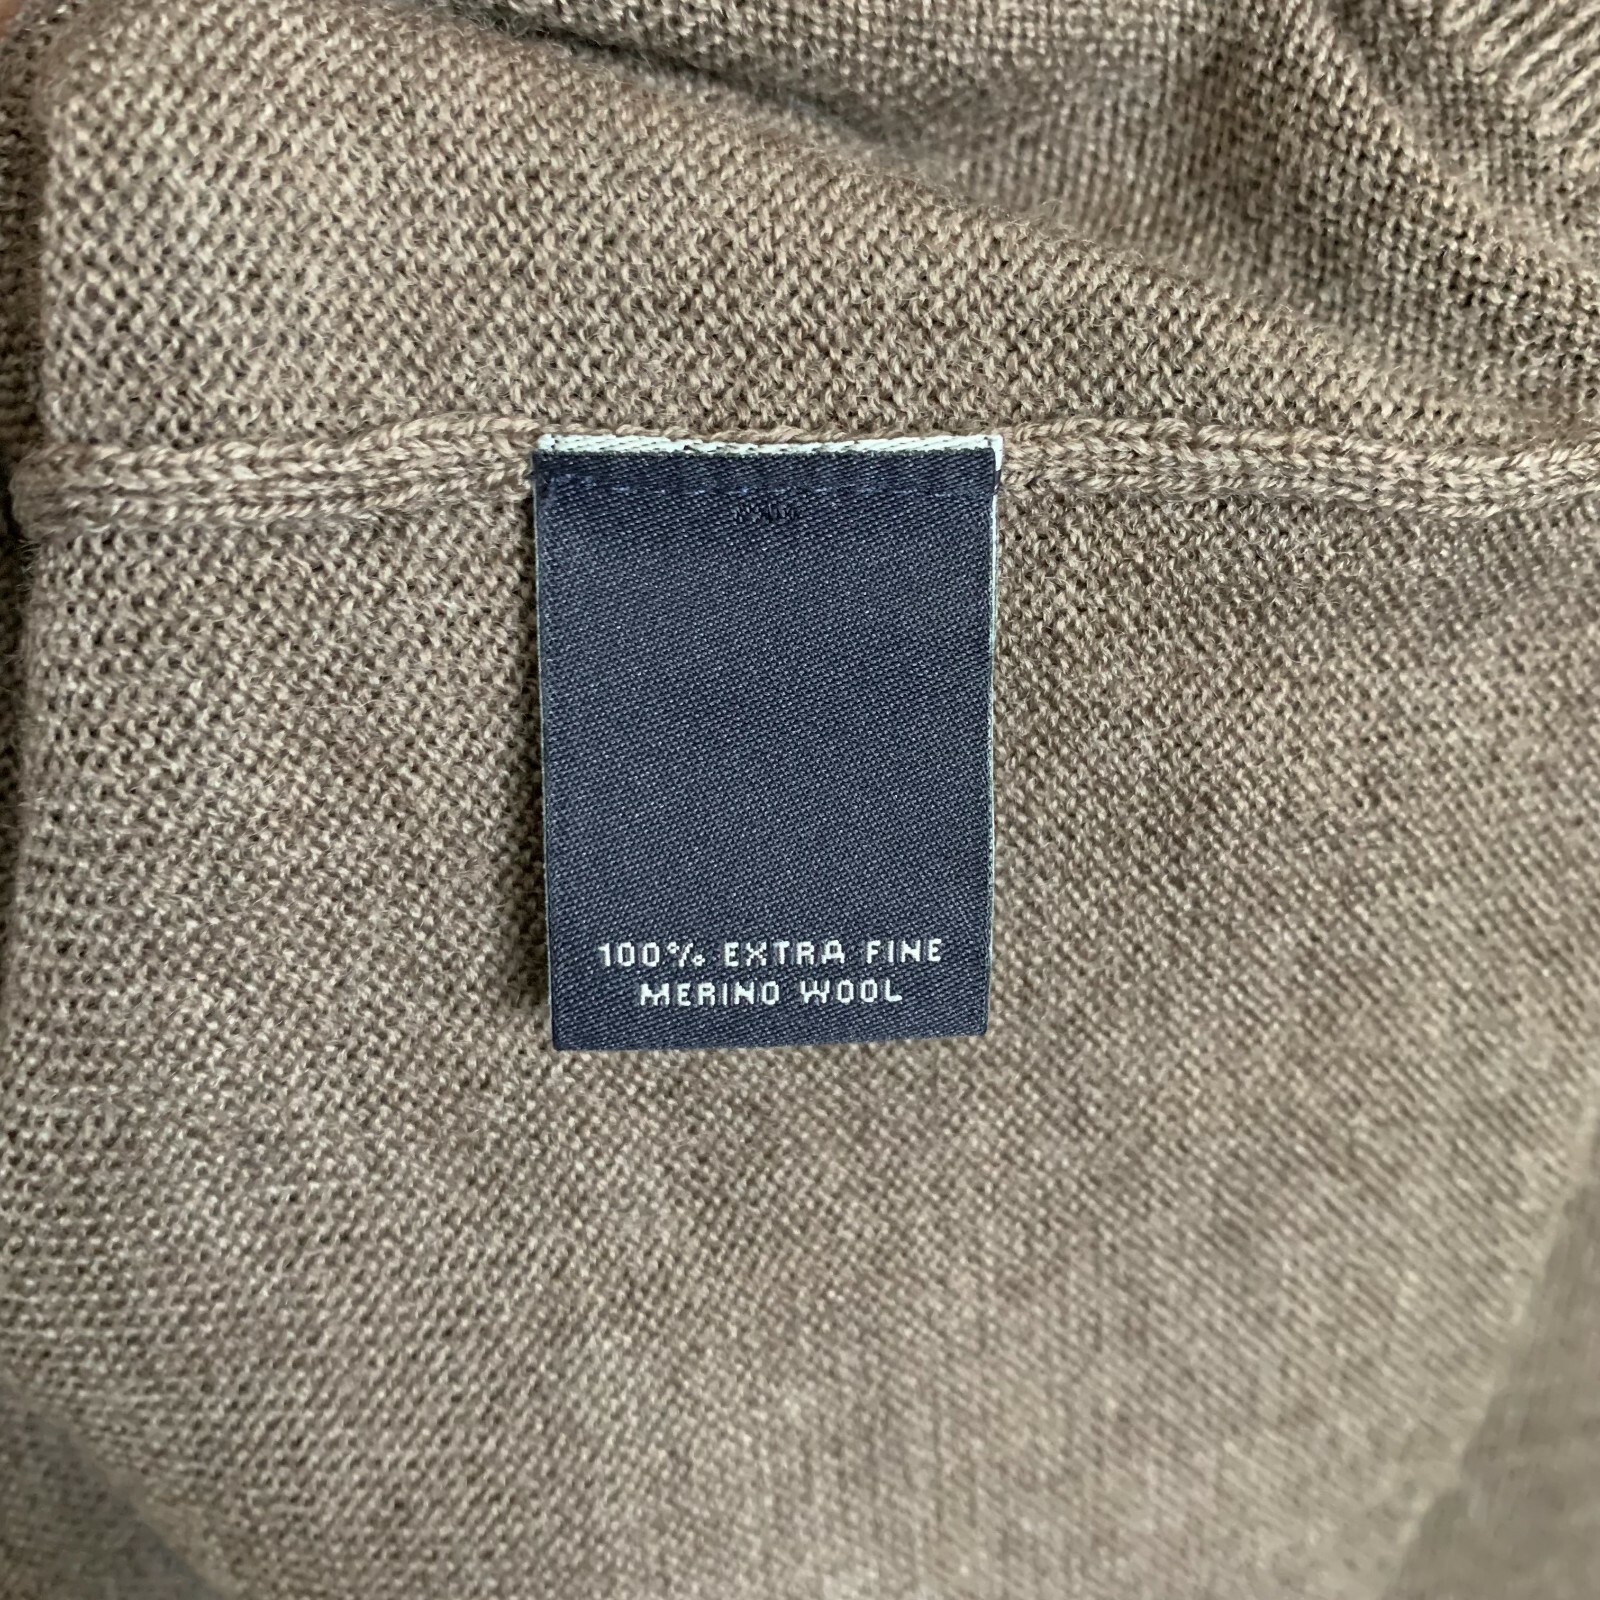 100% EXTRA FINE
MERINO WOOL